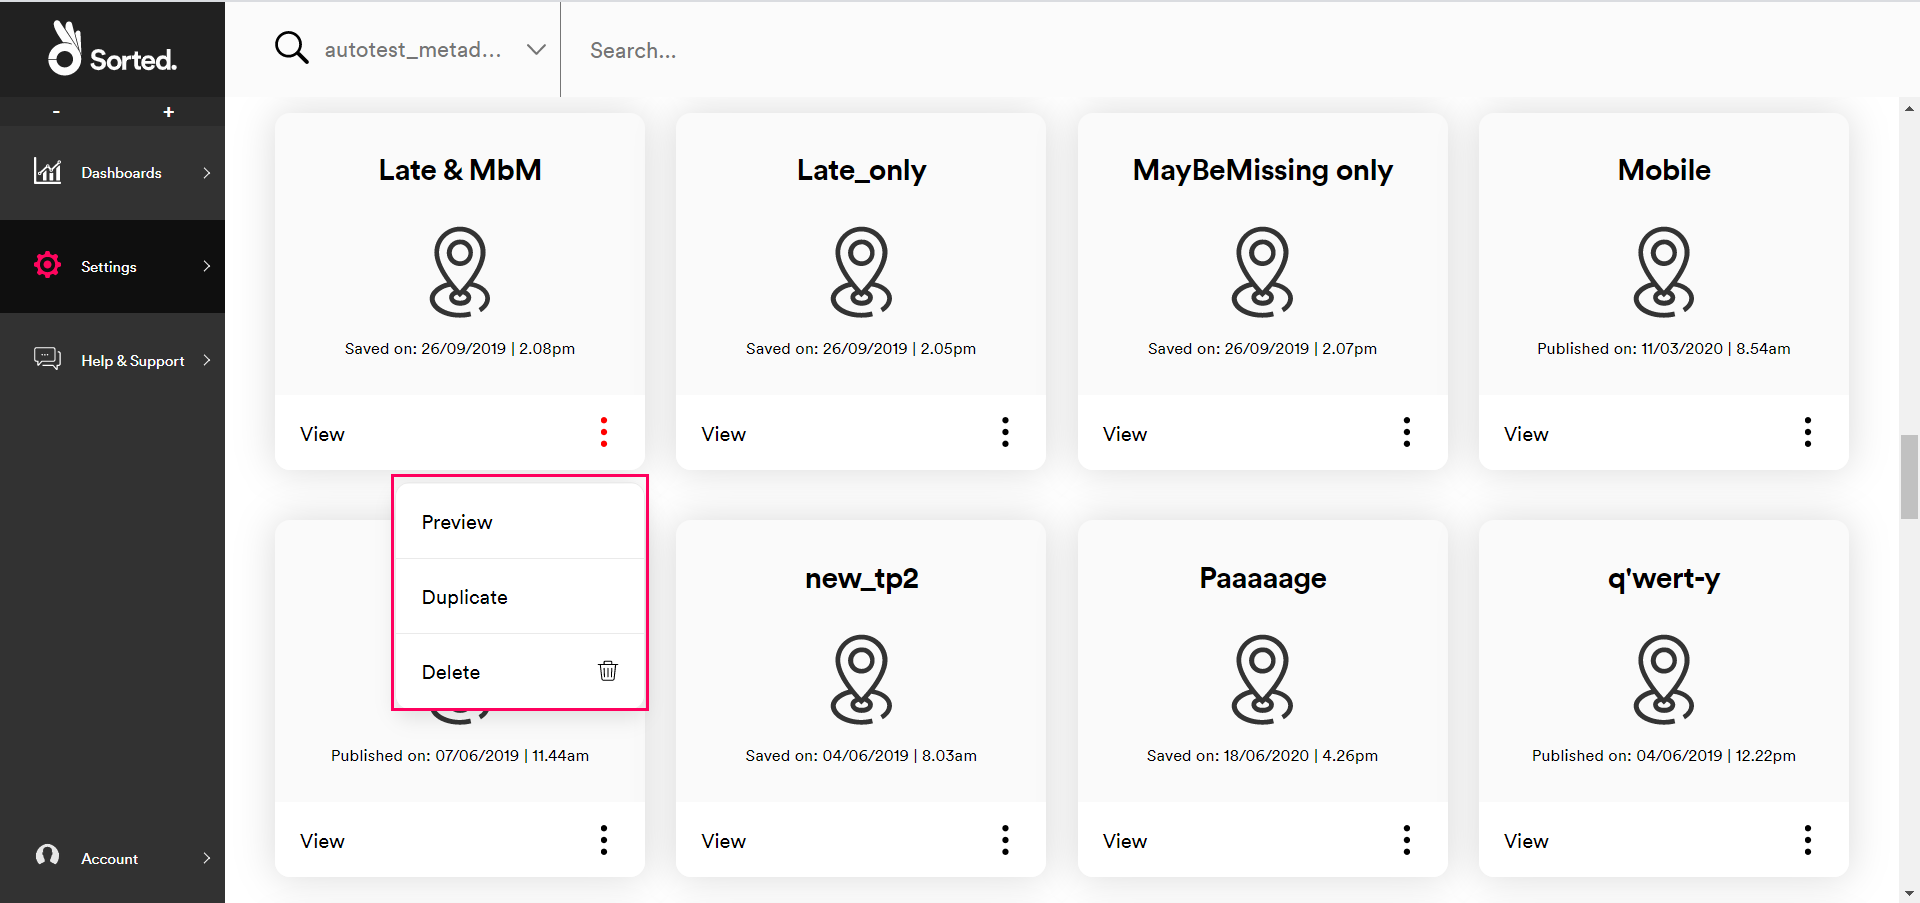 Sorted.
- +
Dashboards
Settings
Help & Support
Account
autotest_metad...
Search...
Late & MbM
Saved on: 26/09/2019 | 2.08pm
View
Late_only
Saved on: 26/09/2019 | 2.05pm
View
MayBeMissing only
Saved on: 26/09/2019 | 2.07pm
View
Mobile
Published on: 11/03/2020 | 8.54am
View
Preview
Duplicate
Delete
Published on: 07/06/2019 | 11.44am
View
new_tp2
Saved on: 04/06/2019 | 8.03am
View
Paaaaage
Saved on: 18/06/2020 | 4.26pm
View
q'wert-y
Published on: 04/06/2019 | 12.22pm
View